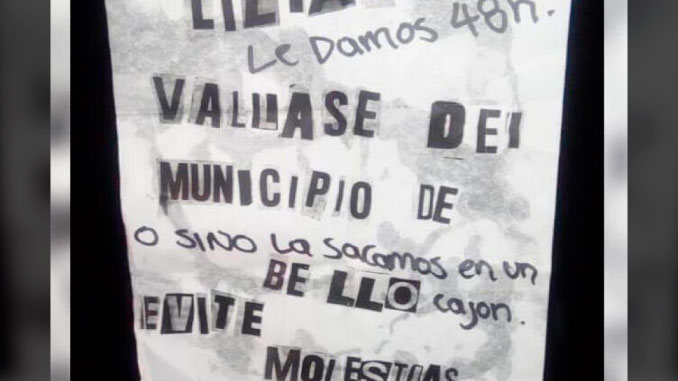 Le Damos 48h.
VALLASE DEl
MUNICIPIO DE
O SINO La Sacamos en un
BELLO cajon.
EVITE
MOLESTIAS